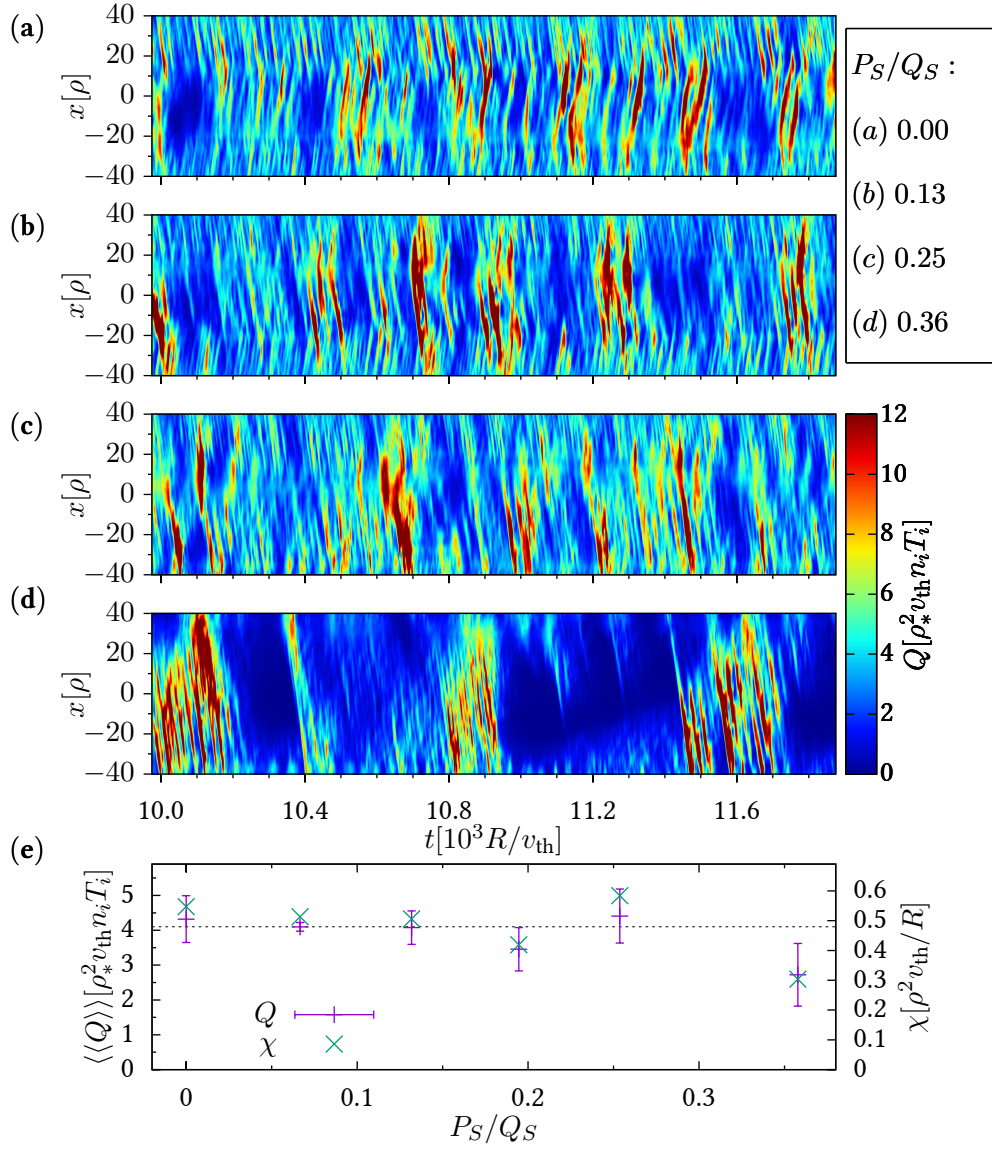 (a)
40
20
0
−20
−40
x[ρ]
P_S/Q_S :
(a) 0.00
(b) 0.13
(c) 0.25
(d) 0.36
(b)
40
20
0
−20
−40
x[ρ]
(c)
40
20
0
−20
−40
x[ρ]
12
10
8
6
4
2
0
Q[ρ_*^2 v_th n_i T_i]
(d)
40
20
0
−20
−40
x[ρ]
10.0 10.4 10.8 11.2 11.6
t[10^3 R/v_th]
(e)
5
4
3
2
1
0
⟨⟨Q⟩⟩[ρ_*^2 v_th n_i T_i]
Q
χ
0.6
0.5
0.4
0.3
0.2
0.1
0
χ[ρ^2 v_th/R]
0 0.1 0.2 0.3
P_S/Q_S